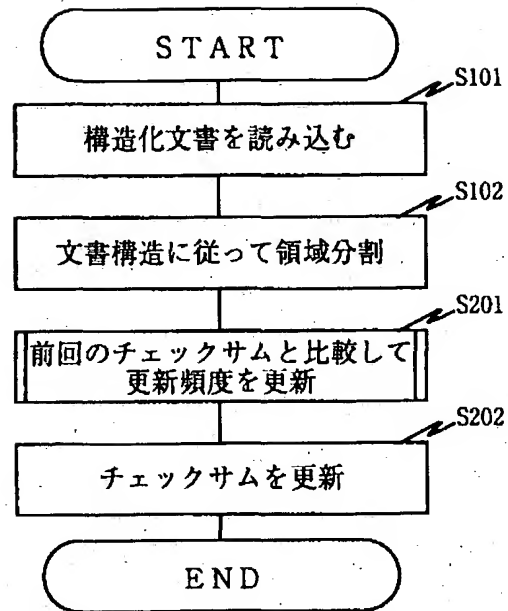 START
S101
構造化文書を読み込む
S102
文書構造に従って領域分割
S201
前回のチェックサムと比較して
更新頻度を更新
S202
チェックサムを更新
END